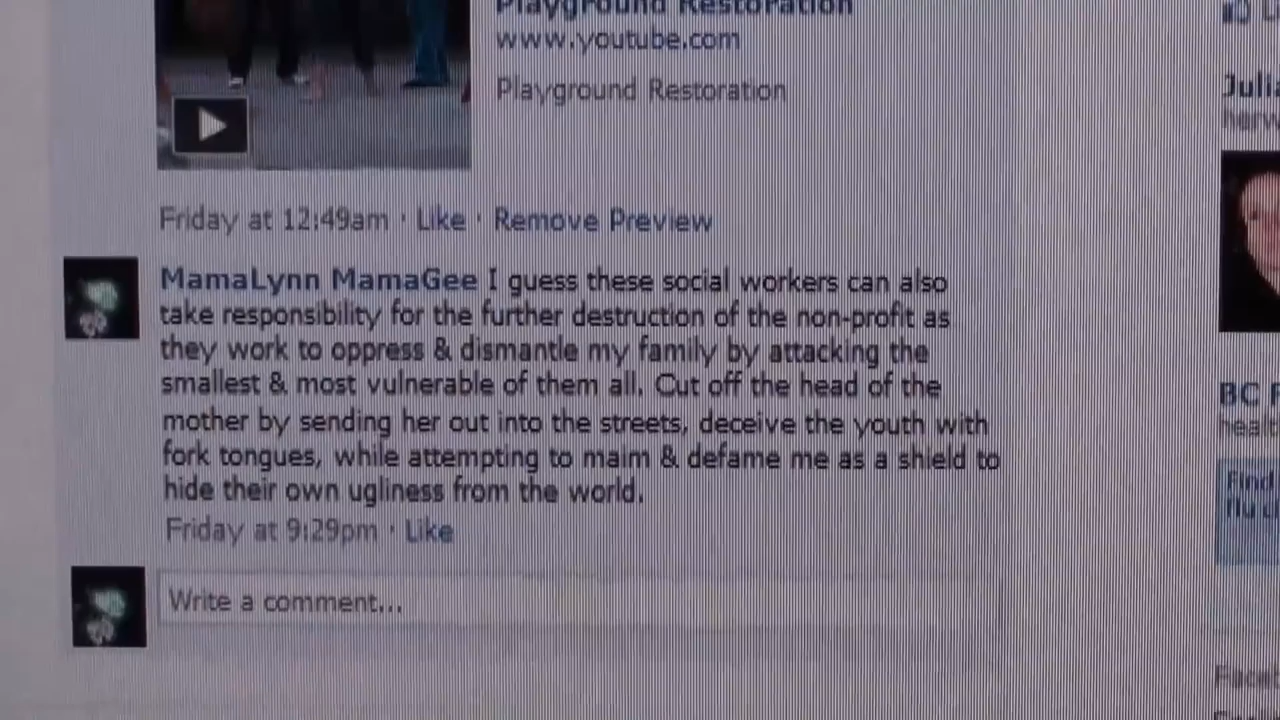 Playground Restoration
www.youtube.com
Playground Restoration
Friday at 12:49am · Like · Remove Preview
MamaLynn MamaGee I guess these social workers can also
take responsibility for the further destruction of the non-profit as
they work to oppress & dismantle my family by attacking the
smallest & most vulnerable of them all. Cut off the head of the
mother by sending her out into the streets, deceive the youth with
fork tongues, while attempting to maim & defame me as a shield to
hide their own ugliness from the world.
Friday at 9:29pm · Like
Write a comment...
BC
Find